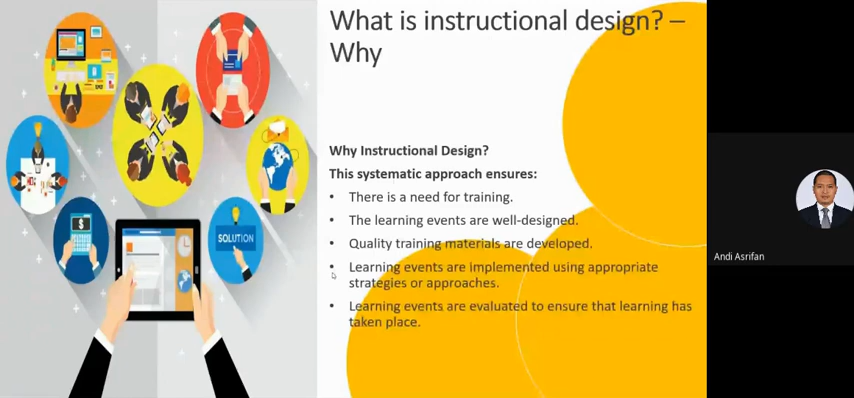 What is instructional design? –
Why
Why Instructional Design?
This systematic approach ensures:
• There is a need for training.
• The learning events are well-designed.
• Quality training materials are developed.
• Learning events are implemented using appropriate
strategies or approaches.
• Learning events are evaluated to ensure that learning has
taken place.
SOLUTION
$
Andi Asrifan